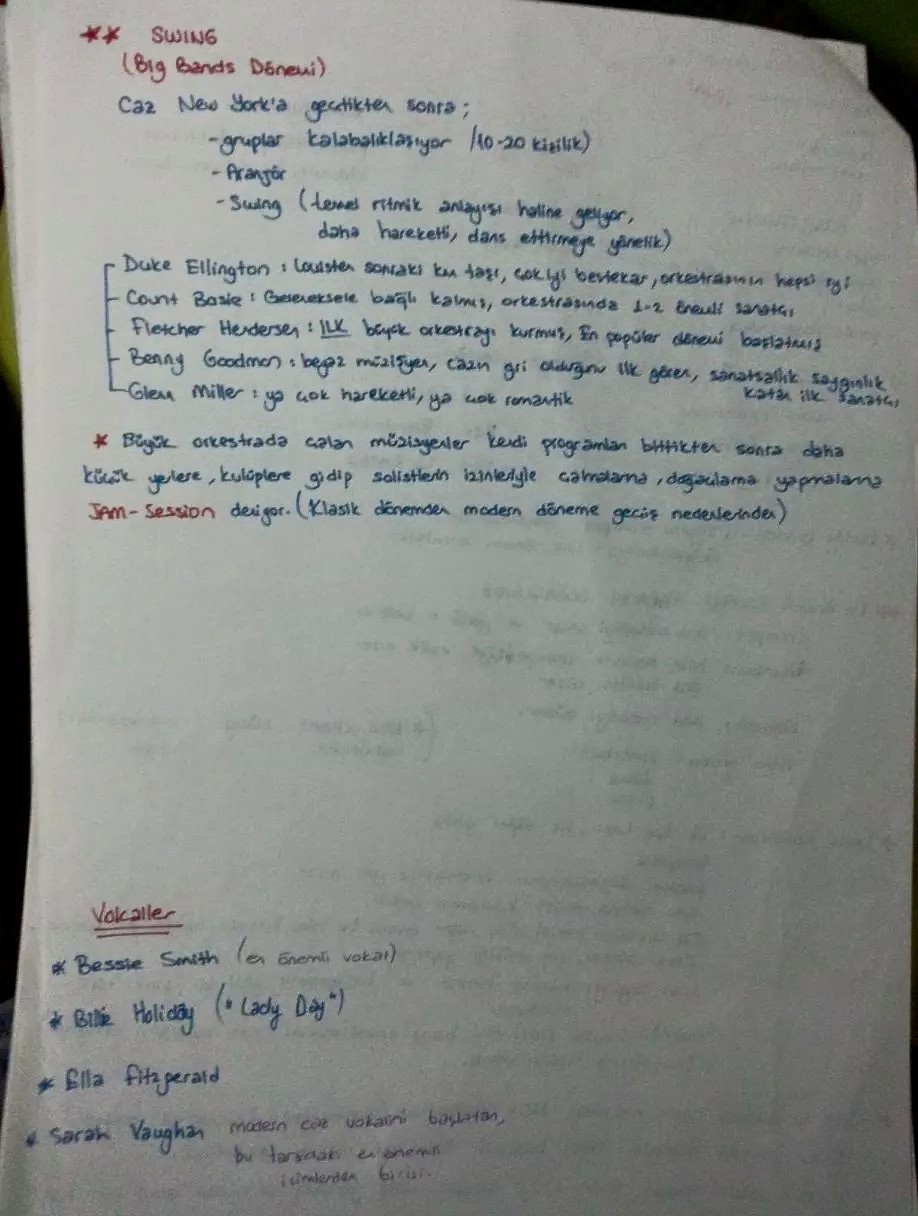 ** SWING
(Big Bands Dönemi)
Caz New York'a geçtikten sonra ;
- gruplar kalabalıklaşıyor /10-20 kişilik)
- Aranjör
- Swing (temel ritmik anlayışı haline geliyor,
daha hareketli, dans ettirmeye yönelik)
Duke Ellington : Louisten sonraki taşı, çok iyi bestekar, orkestrasının hepsi iyi
Count Basie : Geleneksele bağlı kalmış, orkestrasında 1-2 önemli sanatçı
Fletcher Henderson : İLK büyük orkestrayı kurmuş, En popüler dönemi başlatmış
Benny Goodman : beyaz müzisyen, cazın gri olduğunu ilk gören, sanatsallık saygınlık
katan ilk sanatçı
Glenn Miller : ya çok hareketli, ya çok romantik
* Büyük orkestrada çalan müzisyenler kendi programları bittikten sonra daha
küçük yerlere, kulüplere gidip solistlerin izinleriyle çalmalarına, doğaçlama yapmalarına
JAM-Session deniyor. (Klasik dönemden modern döneme geçiş nedenlerinden)
Vokaller
* Bessie Smith (en önemli vokal)
* Billie Holiday ("Lady Day")
* Ella Fitzgerald
* Sarah Vaughan modern caz vokalini başlatan,
bu tarzdaki en önemli
isimlerden birisi.